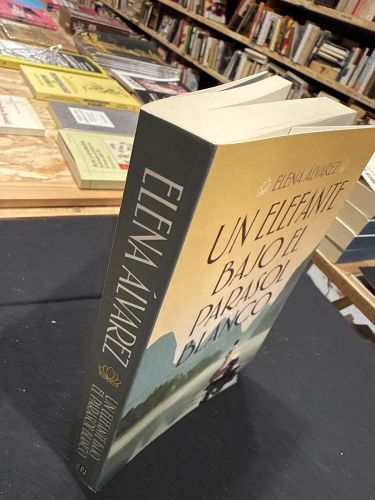 ELENA ÁLVAREZ
UN ELEFANTE
BAJO EL
PARASOL
BLANCO
ELENA ÁLVAREZ
UN ELEFANTE BAJO
EL PARASOL BLANCO